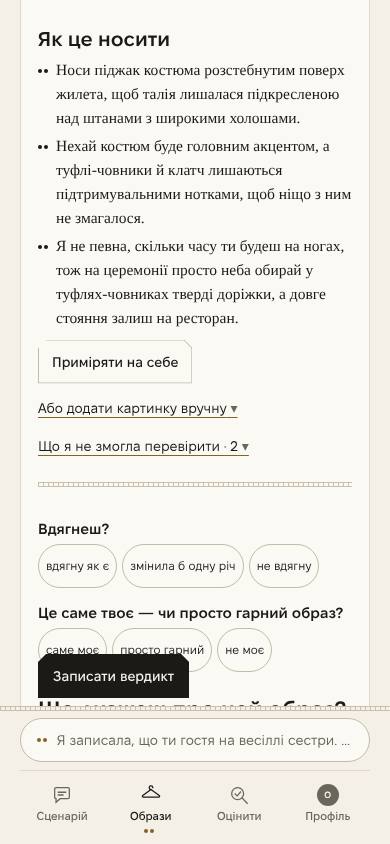 Як це носити
•• Носи піджак костюма розстебнутим поверх
жилета, щоб талія лишалася підкресленою
над штанами з широкими холошами.
•• Нехай костюм буде головним акцентом, а
туфлі-човники й клатч лишаються
підтримувальними нотками, щоб ніщо з ним
не змагалося.
•• Я не певна, скільки часу ти будеш на ногах,
тож на церемонії просто неба обирай у
туфлях-човниках тверді доріжки, а довге
стояння залиш на ресторан.
Приміряти на себе
Або додати картинку вручну ▾
Що я не змогла перевірити · 2 ▾
Вдягнеш?
вдягну як є
змінила б одну річ
не вдягну
Це саме твоє — чи просто гарний образ?
саме моє
просто гарний
не моє
Записати вердикт
•• Я записала, що ти гостя на весіллі сестри. ...
Сценарій
Образи
Оцінити
О
Профіль